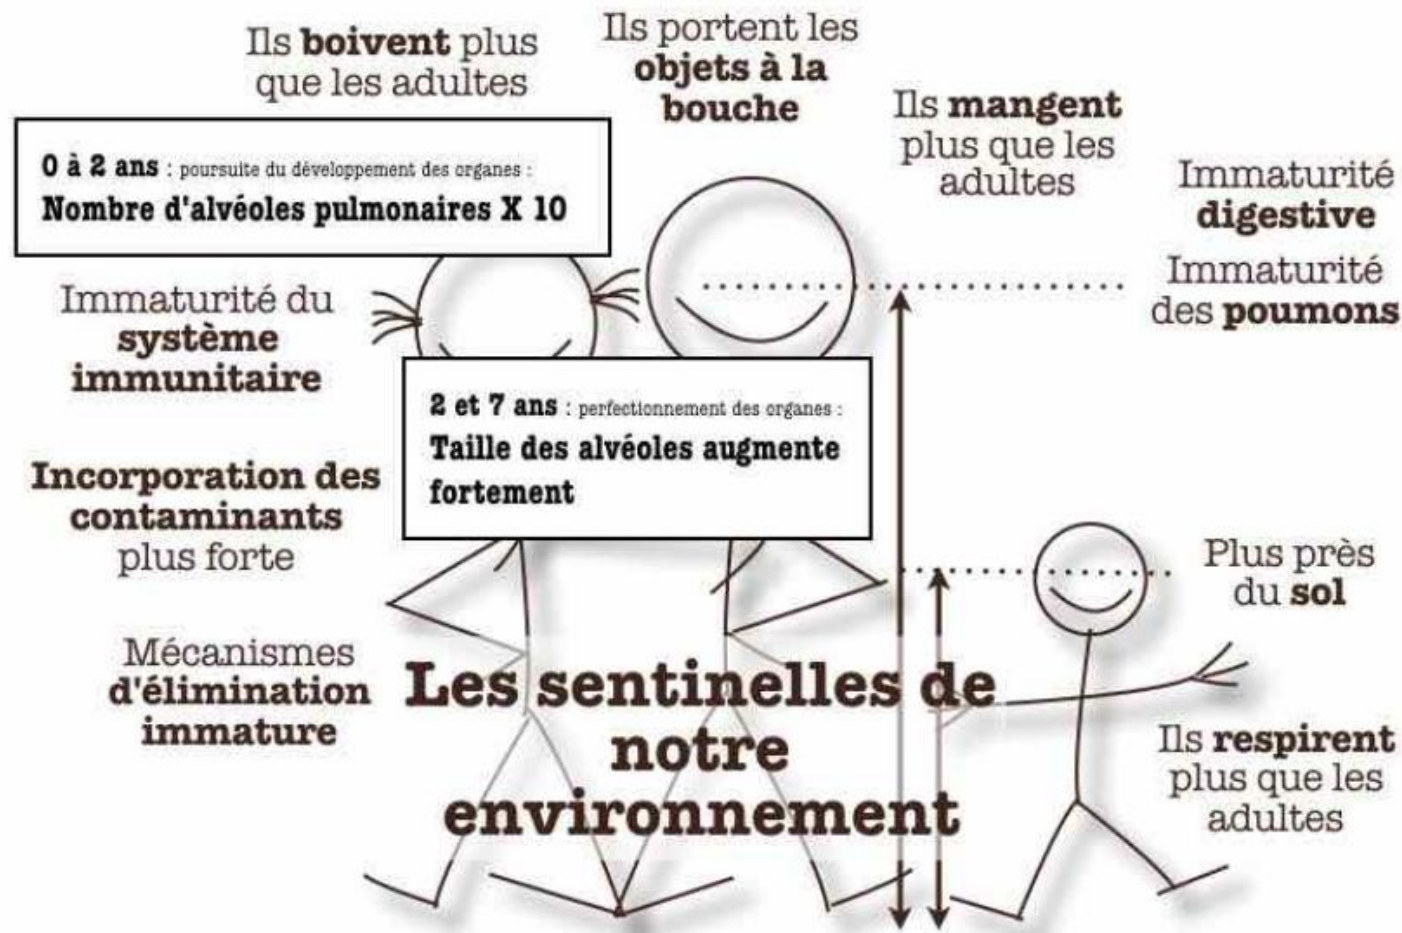 Ils boivent plus
que les adultes
Ils portent les
objets à la
bouche
Ils mangent
plus que les
adultes
0 à 2 ans : poursuite du développement des organes :
Nombre d'alvéoles pulmonaires X 10
Immaturité
digestive
Immaturité
des poumons
Immaturité du
système
immunitaire
2 et 7 ans : perfectionnement des organes :
Taille des alvéoles augmente
fortement
Incorporation des
contaminants
plus forte
Plus près
du sol
Mécanismes
d'élimination
immature
Les sentinelles de
notre
environnement
Ils respirent
plus que les
adultes